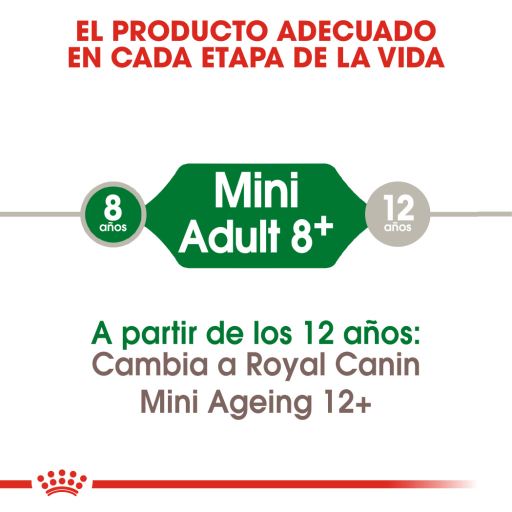 EL PRODUCTO ADECUADO
EN CADA ETAPA DE LA VIDA
8
años
Mini
Adult 8+
12
años
A partir de los 12 años:
Cambia a Royal Canin
Mini Ageing 12+